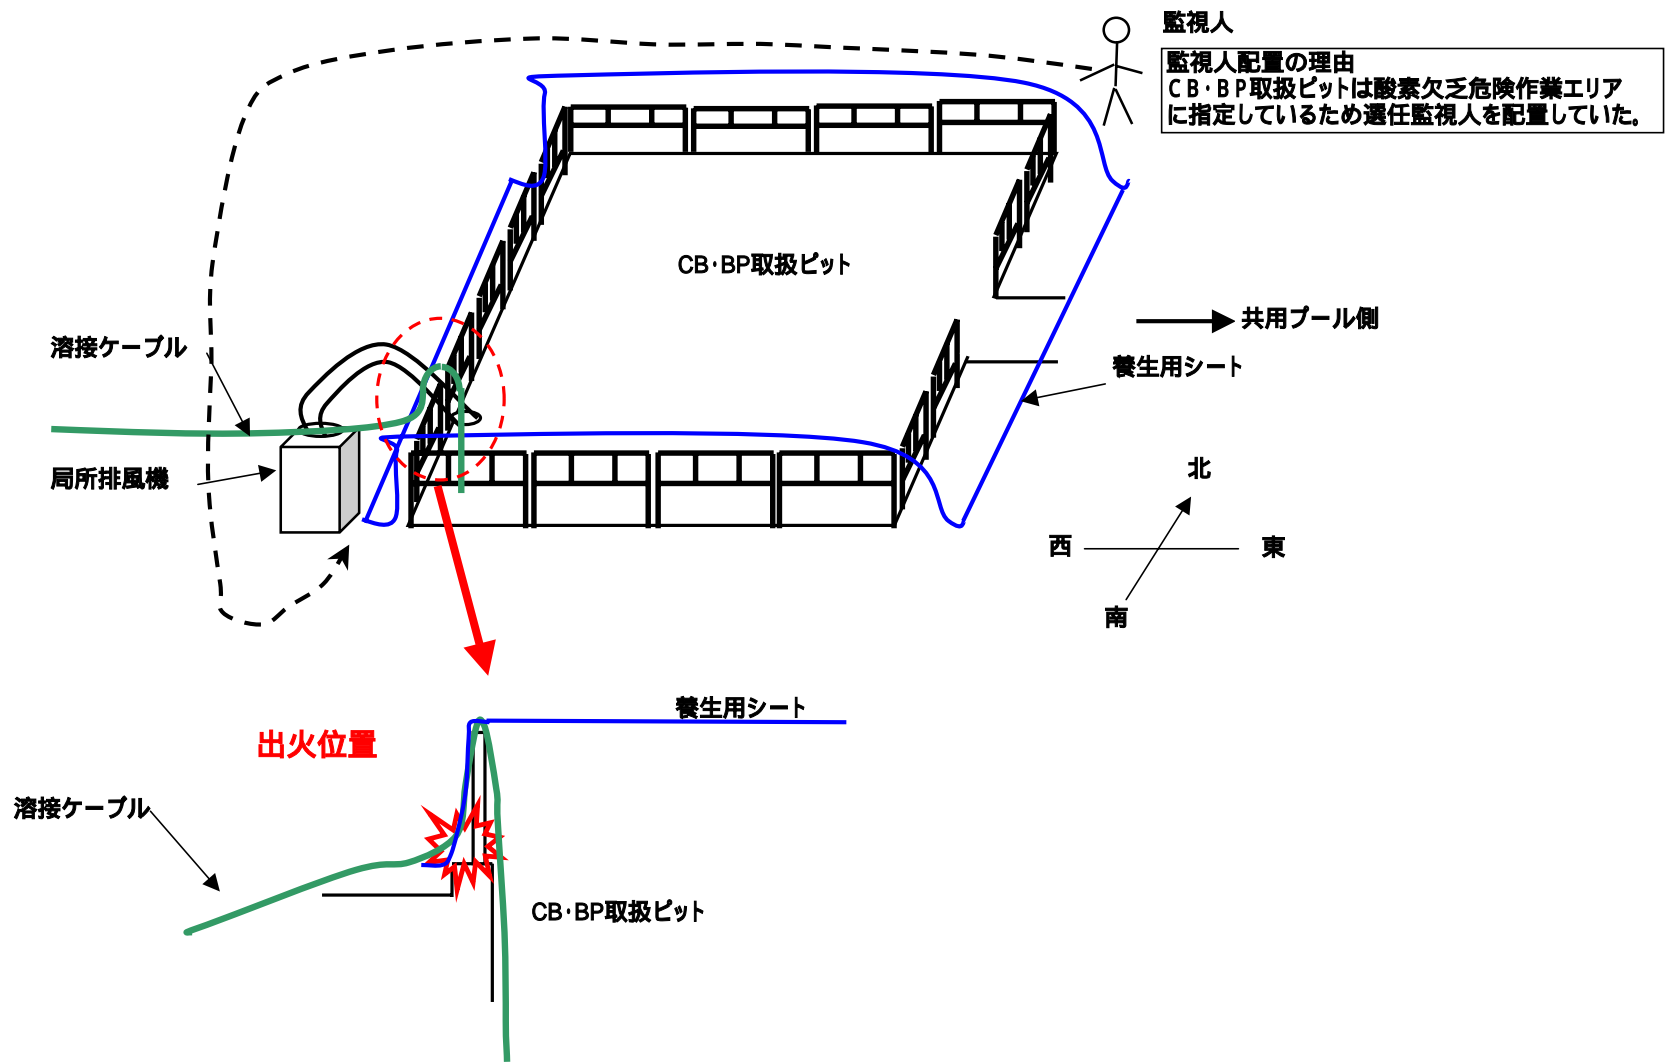 監視人
監視人配置の理由
CB・BP取扱ピットは酸素欠乏危険作業エリア
に指定しているため選任監視人を配置していた。
CB・BP取扱ピット
共用プール側
溶接ケーブル
養生用シート
局所排風機
北
西
東
南
養生用シート
出火位置
溶接ケーブル
CB・BP取扱ピット